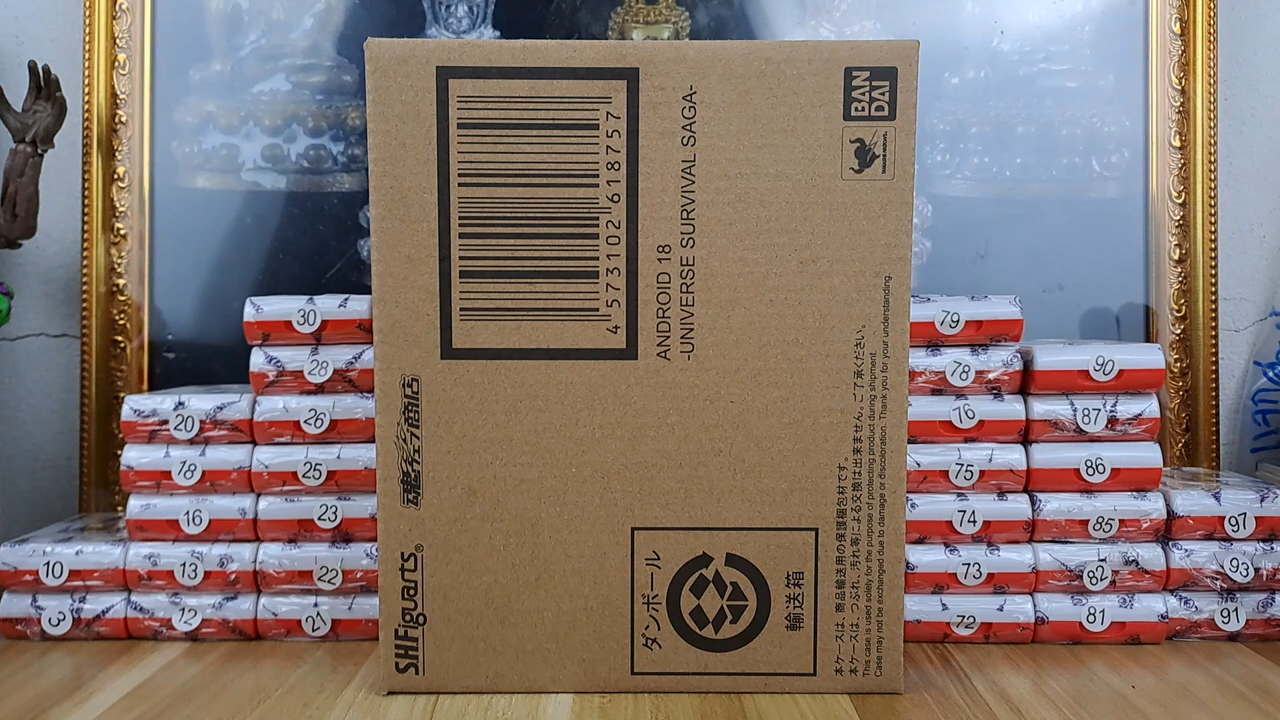 BAN
DAI
TAMASHII NATIONS
4 573102 618757
ANDROID 18
-UNIVERSE SURVIVAL SAGA-
魂ウェブ商店
S.H.Figuarts®
ダンボール
輸送箱
本ケースは、商品輸送用の保護梱包材です。
本ケースは、つぶれ、汚れ等による交換は出来ません。ご了承ください。
This case is used solely for the purpose of protecting product during shipment.
Case may not be exchanged due to damage or discoloration. Thank you for your understanding.
30
28
20
26
18
25
16
23
10
13
22
3
12
21
79
78
90
76
87
75
86
74
85
97
73
82
93
72
81
91